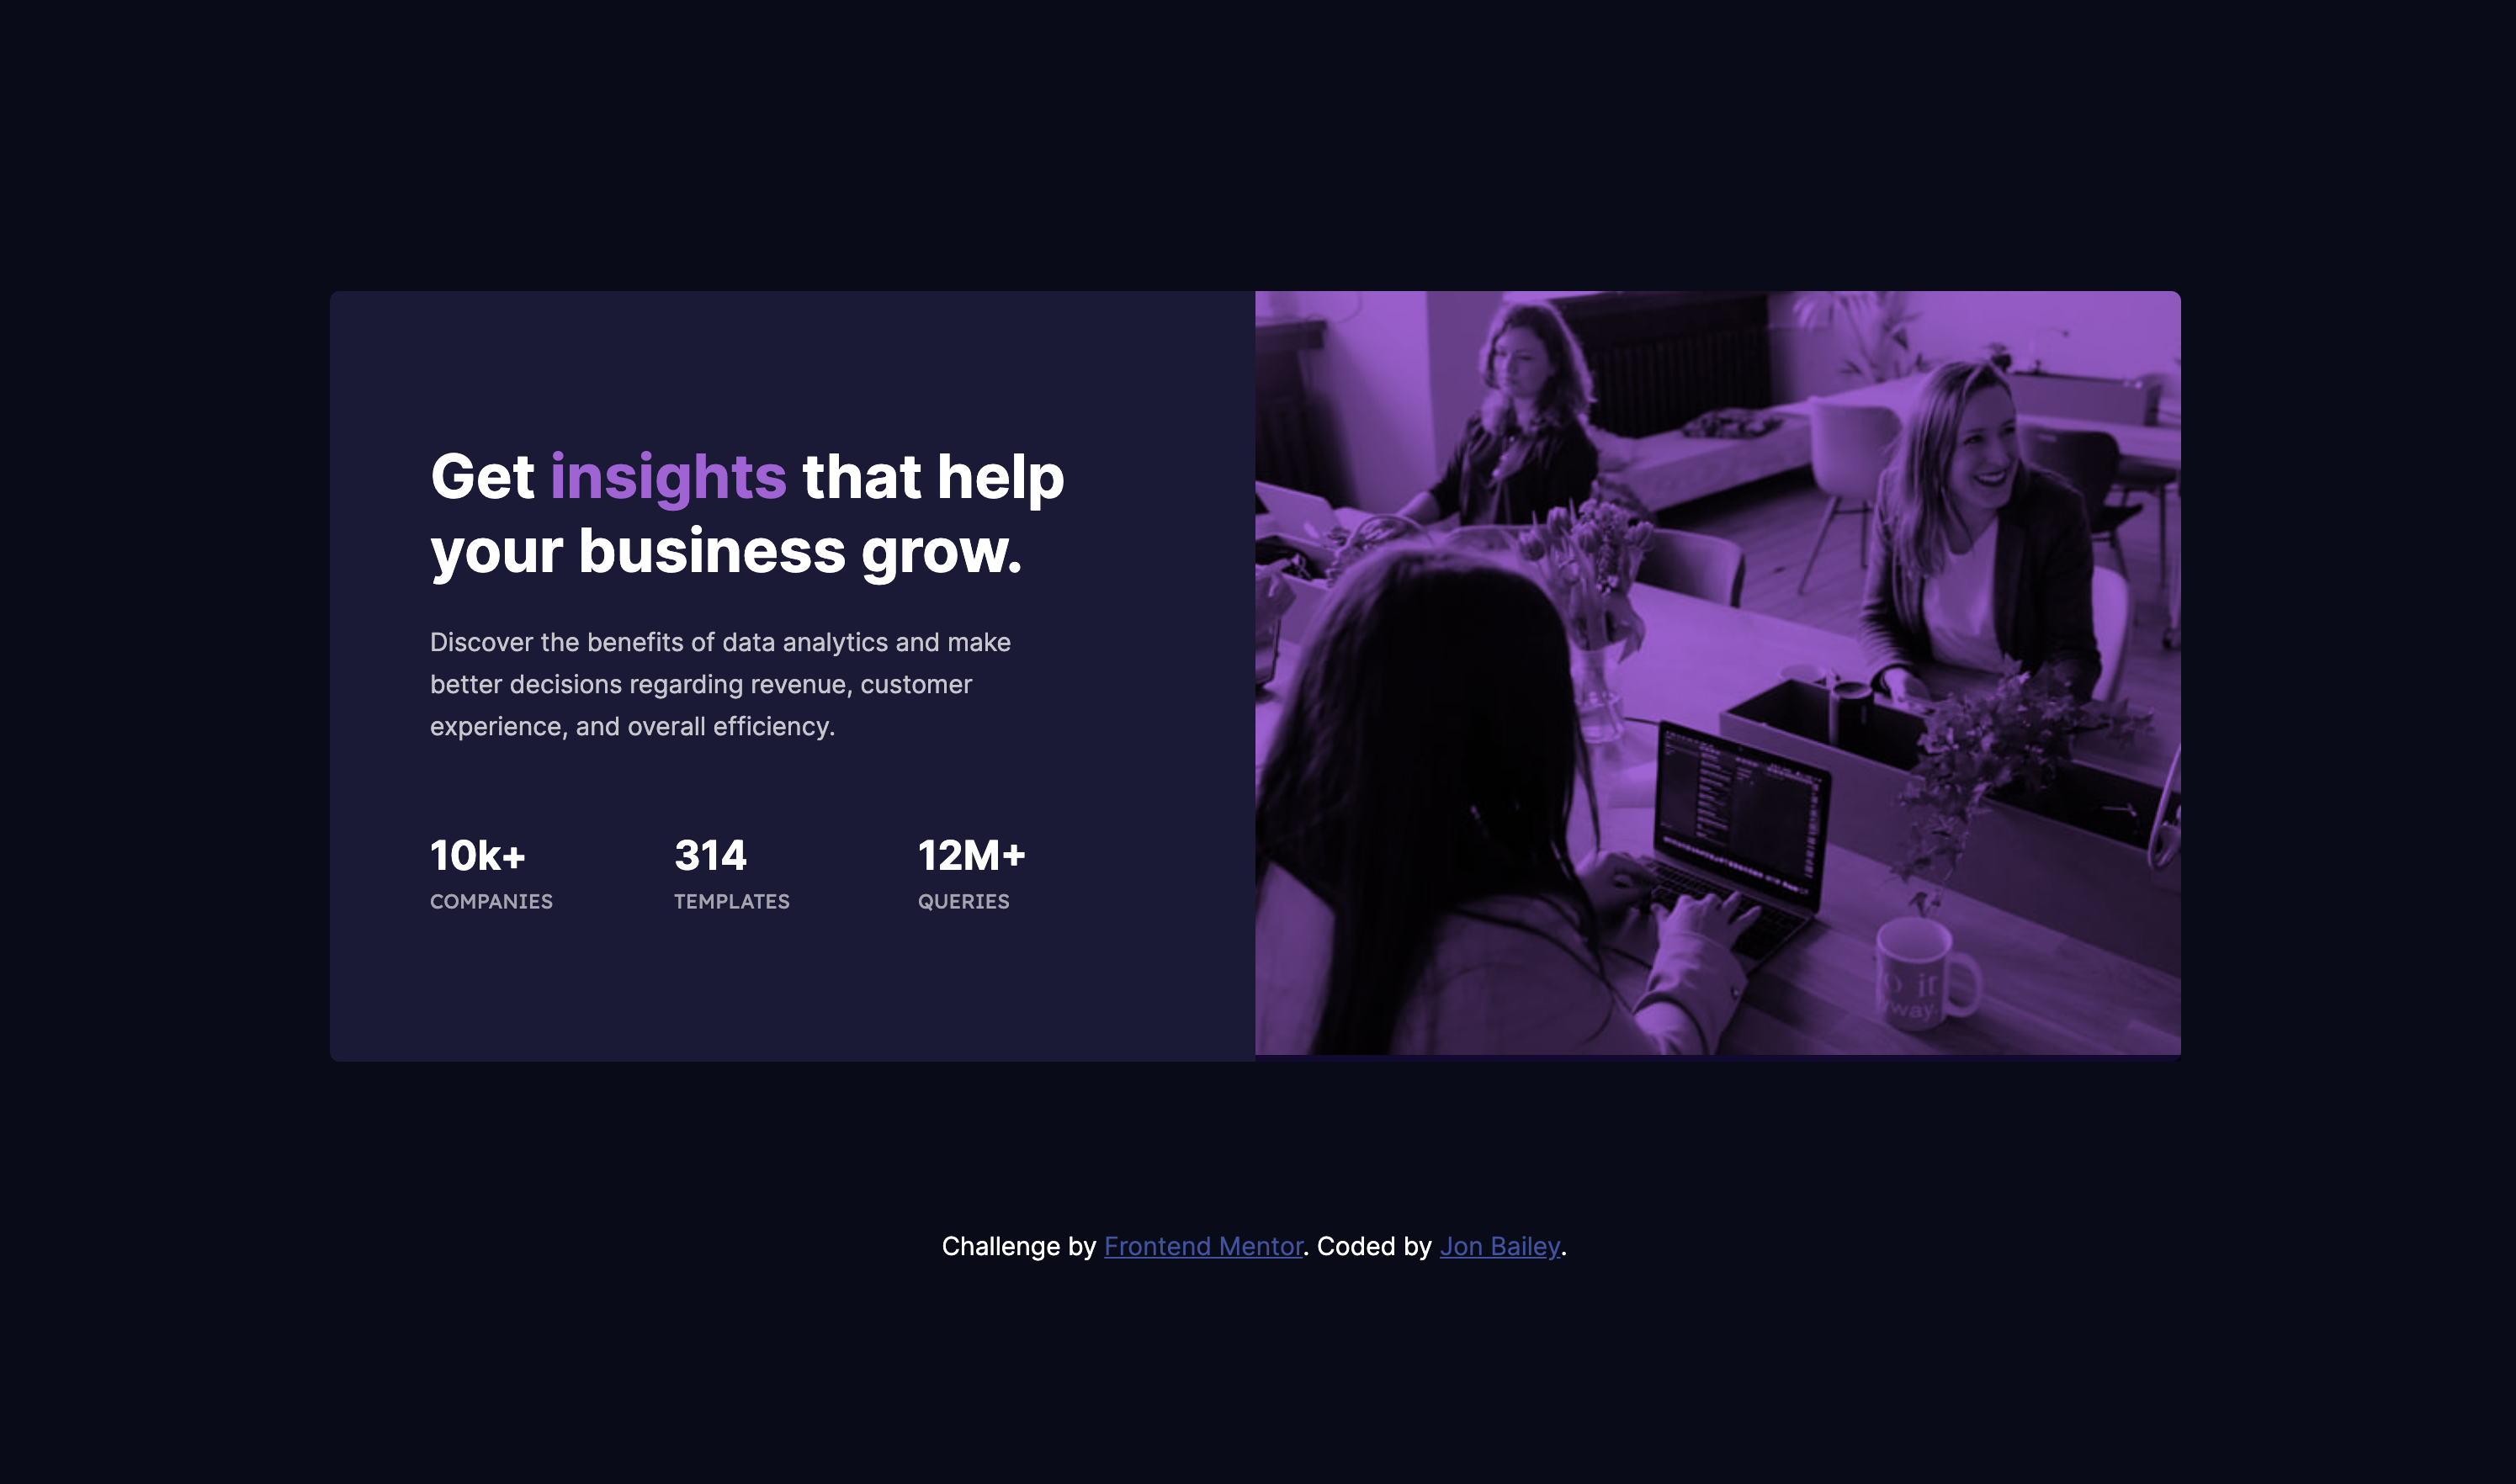 Get insights that help
your business grow.
Discover the benefits of data analytics and make
better decisions regarding revenue, customer
experience, and overall efficiency.
10k+ 314 12M+
COMPANIES TEMPLATES QUERIES
o it
way.
Challenge by Frontend Mentor. Coded by Jon Bailey.